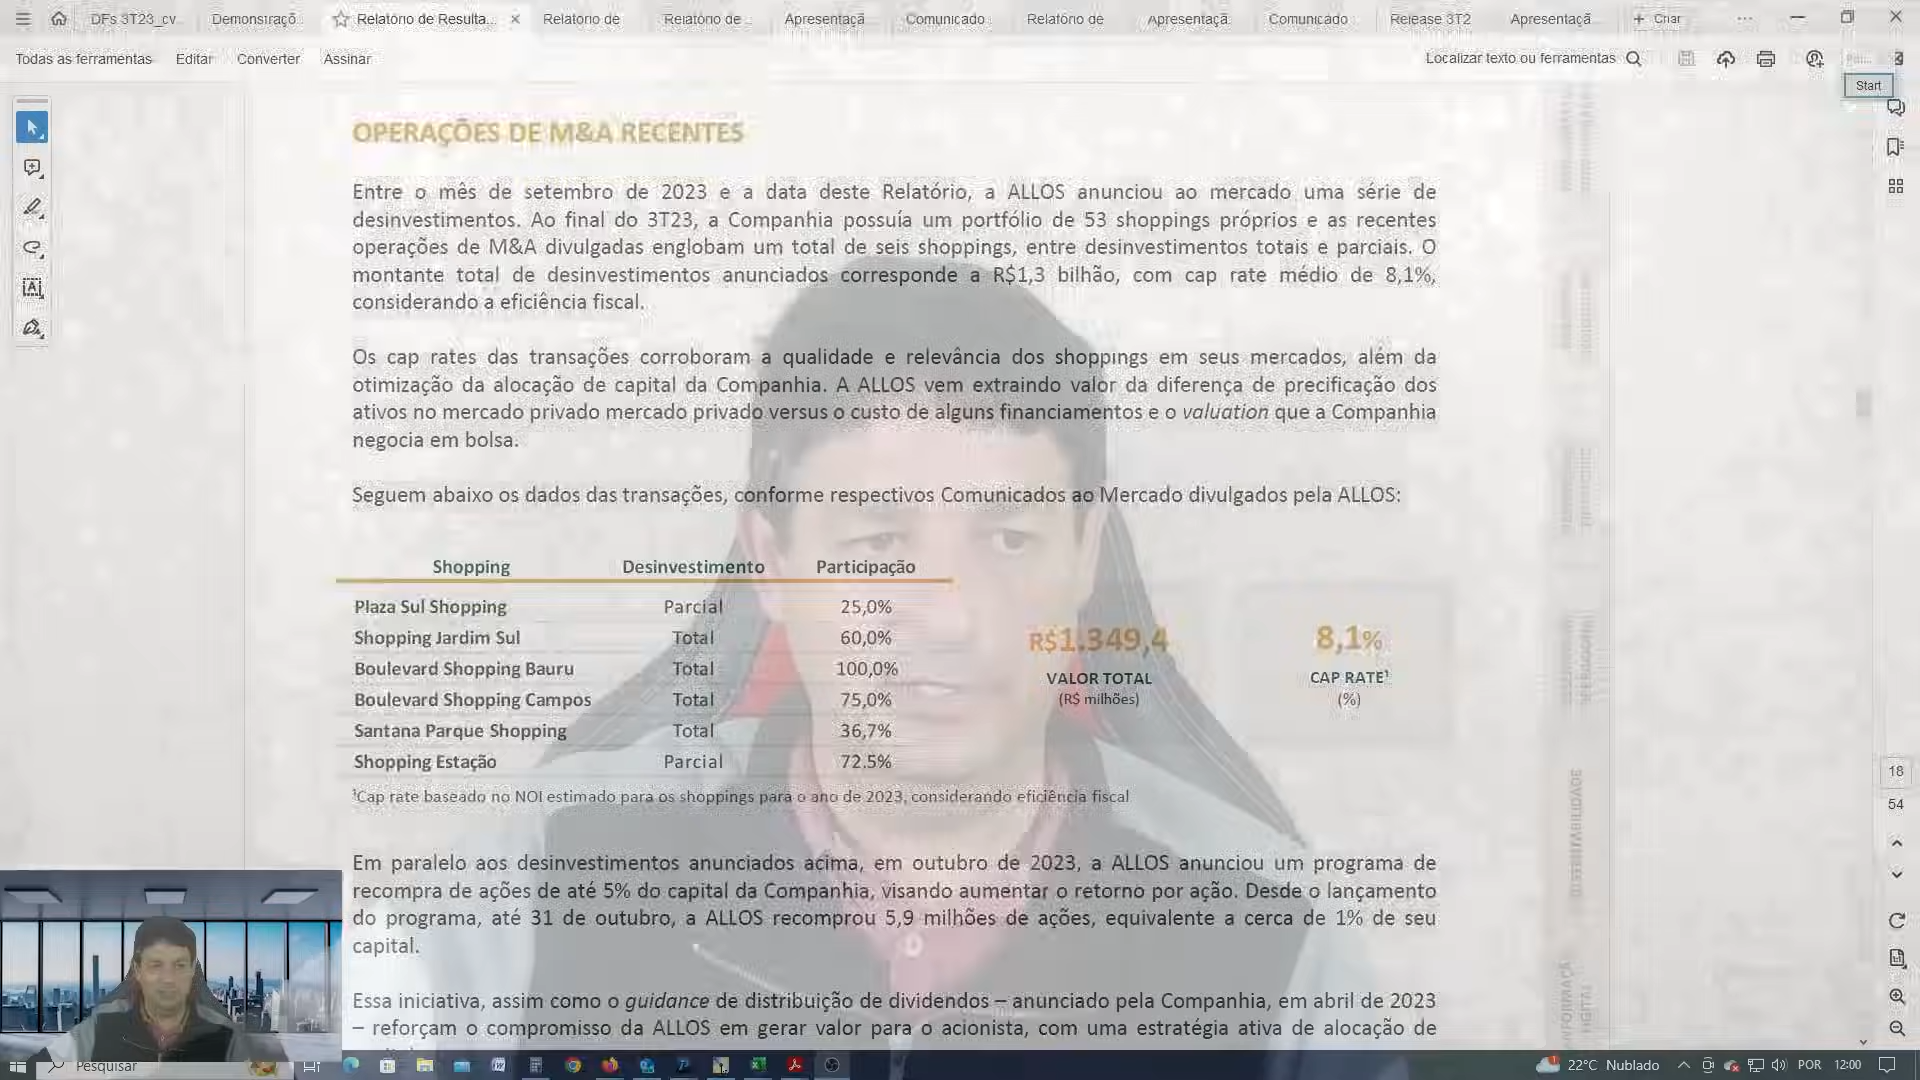 DFs 3T23_cv
Demonstraçõ
Relatório de Resulta...
Relatório de
Relatório de
Apresentaçã
Comunicado
Relatório de
Apresentaçã
Comunicado
Release 3T2
Apresentaçã
Criar
Todas as ferramentas
Editar
Converter
Assinar
Localizar texto ou ferramentas
Start
OPERAÇÕES DE M&A RECENTES
Entre o mês de setembro de 2023 e a data deste Relatório, a ALLOS anunciou ao mercado uma série de
desinvestimentos. Ao final do 3T23, a Companhia possuía um portfólio de 53 shoppings próprios e as recentes
operações de M&A divulgadas englobam um total de seis shoppings, entre desinvestimentos totais e parciais. O
montante total de desinvestimentos anunciados corresponde a R$1,3 bilhão, com cap rate médio de 8,1%,
considerando a eficiência fiscal.
Os cap rates das transações corroboram a qualidade e relevância dos shoppings em seus mercados, além da
otimização da alocação de capital da Companhia. A ALLOS vem extraindo valor da diferença de precificação dos
ativos no mercado privado mercado privado versus o custo de alguns financiamentos e o valuation que a Companhia
negocia em bolsa.
Seguem abaixo os dados das transações, conforme respectivos Comunicados ao Mercado divulgados pela ALLOS:
Shopping Desinvestimento Participação
Plaza Sul Shopping Parcial 25,0%
Shopping Jardim Sul Total 60,0%
Boulevard Shopping Bauru Total 100,0%
Boulevard Shopping Campos Total 75,0%
Santana Parque Shopping Total 36,7%
Shopping Estação Parcial 72.5%
R$1.349,4
VALOR TOTAL
(R$ milhões)
8,1%
CAP RATE¹
(%)
¹Cap rate baseado no NOI estimado para os shoppings para o ano de 2023, considerando eficiência fiscal
Em paralelo aos desinvestimentos anunciados acima, em outubro de 2023, a ALLOS anunciou um programa de
recompra de ações de até 5% do capital da Companhia, visando aumentar o retorno por ação. Desde o lançamento
do programa, até 31 de outubro, a ALLOS recomprou 5,9 milhões de ações, equivalente a cerca de 1% de seu
capital.
Essa iniciativa, assim como o guidance de distribuição de dividendos – anunciado pela Companhia, em abril de 2023
– reforçam o compromisso da ALLOS em gerar valor para o acionista, com uma estratégia ativa de alocação de
18
54
Pesquisar
22°C Nublado
POR
12:00